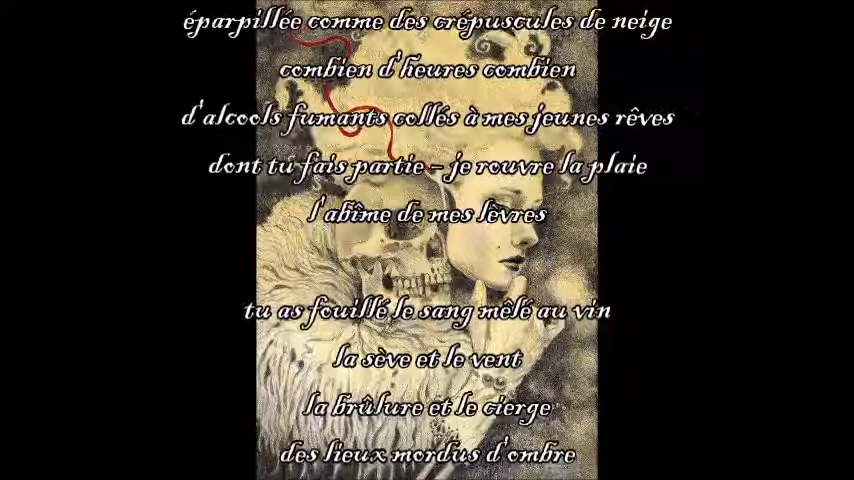 éparpillée comme des crépuscules de neige
combien d'heures combien
d'alcools fumants collés à mes jeunes rêves
dont tu fais partie – je rouvre la plaie
l'abîme de mes lèvres
tu as fouillé le sang mêlé au vin
la sève et le vent
la brûlure et le cierge
des lieux mordus d'ombre